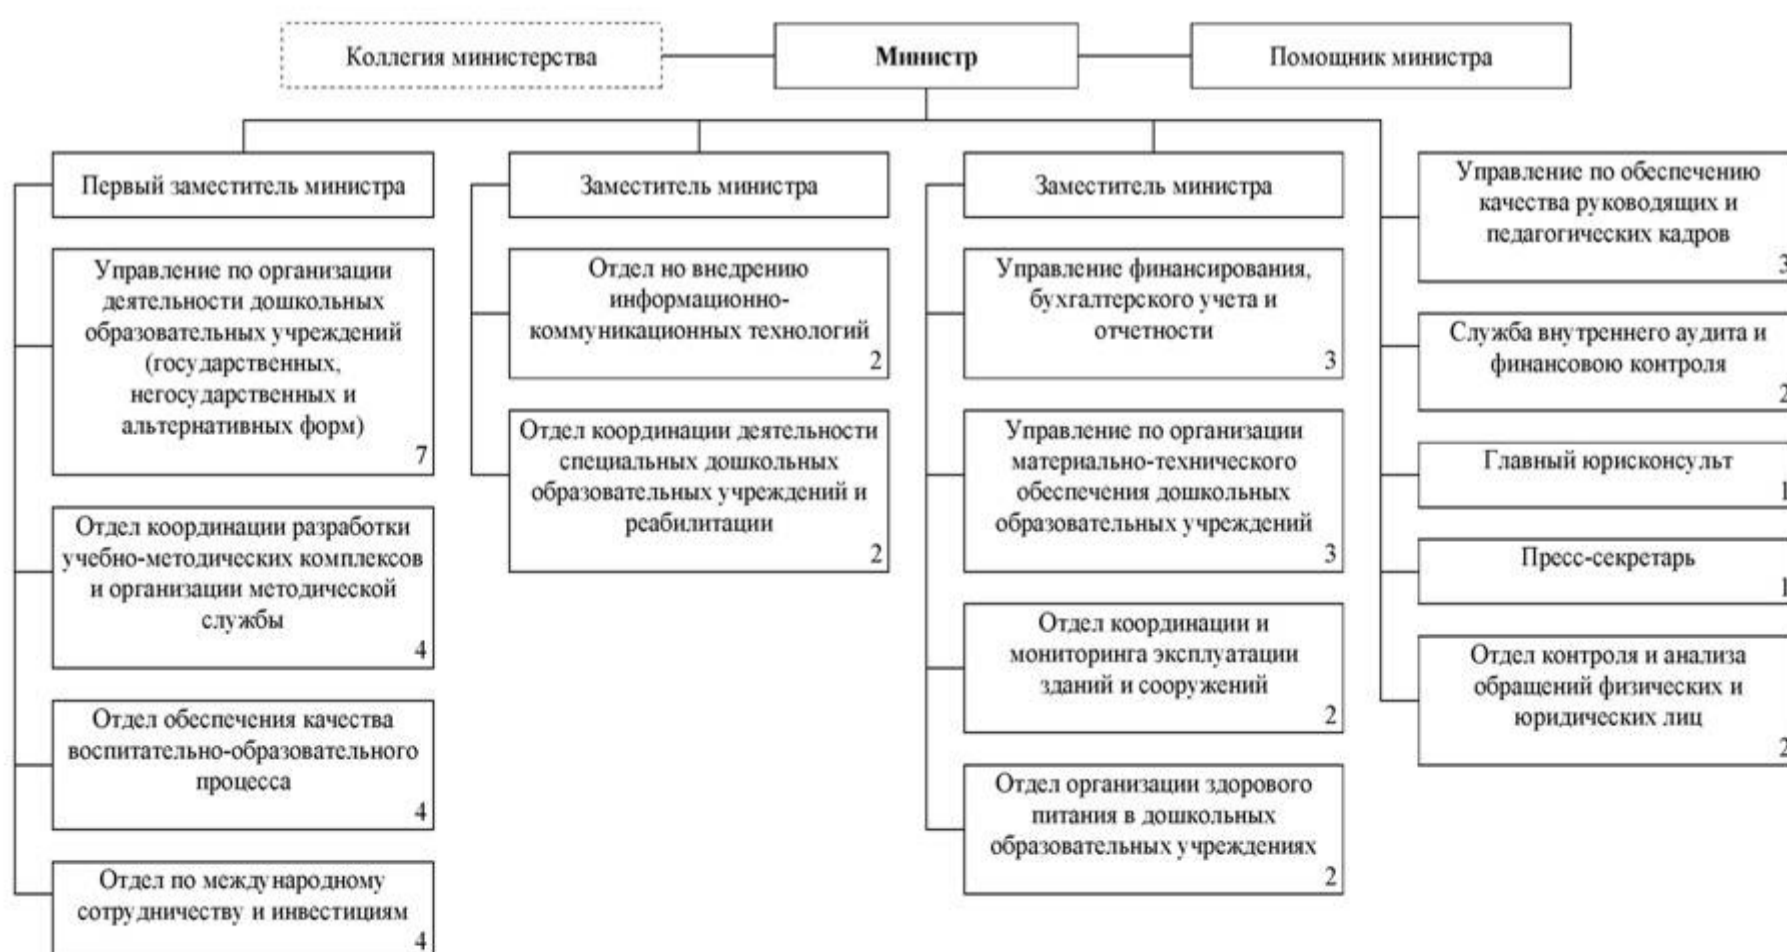 Коллегия министерства
Министр
Помощник министра
Первый заместитель министра
Управление по организации
деятельности дошкольных
образовательных учреждений
(государственных,
негосударственных и
альтернативных форм)
7
Отдел координации разработки
учебно-методических комплексов
и организации методической
службы
4
Отдел обеспечения качества
воспитательно-образовательного
процесса
4
Отдел по международному
сотрудничеству и инвестициям
4
Заместитель министра
Отдел но внедрению
информационно-
коммуникационных технологий
2
Отдел координации деятельности
специальных дошкольных
образовательных учреждений и
реабилитации
2
Заместитель министра
Управление финансирования,
бухгалтерского учета и
отчетности
3
Управление по организации
материально-технического
обеспечения дошкольных
образовательных учреждений
3
Отдел координации и
мониторинга эксплуатации
зданий и сооружений
2
Отдел организации здорового
питания в дошкольных
образовательных учреждениях
2
Управление по обеспечению
качества руководящих и
педагогических кадров
3
Служба внутреннего аудита и
финансовою контроля
2
Главный юрисконсульт
1
Пресс-секретарь
1
Отдел контроля и анализа
обращений физических и
юридических лиц
2